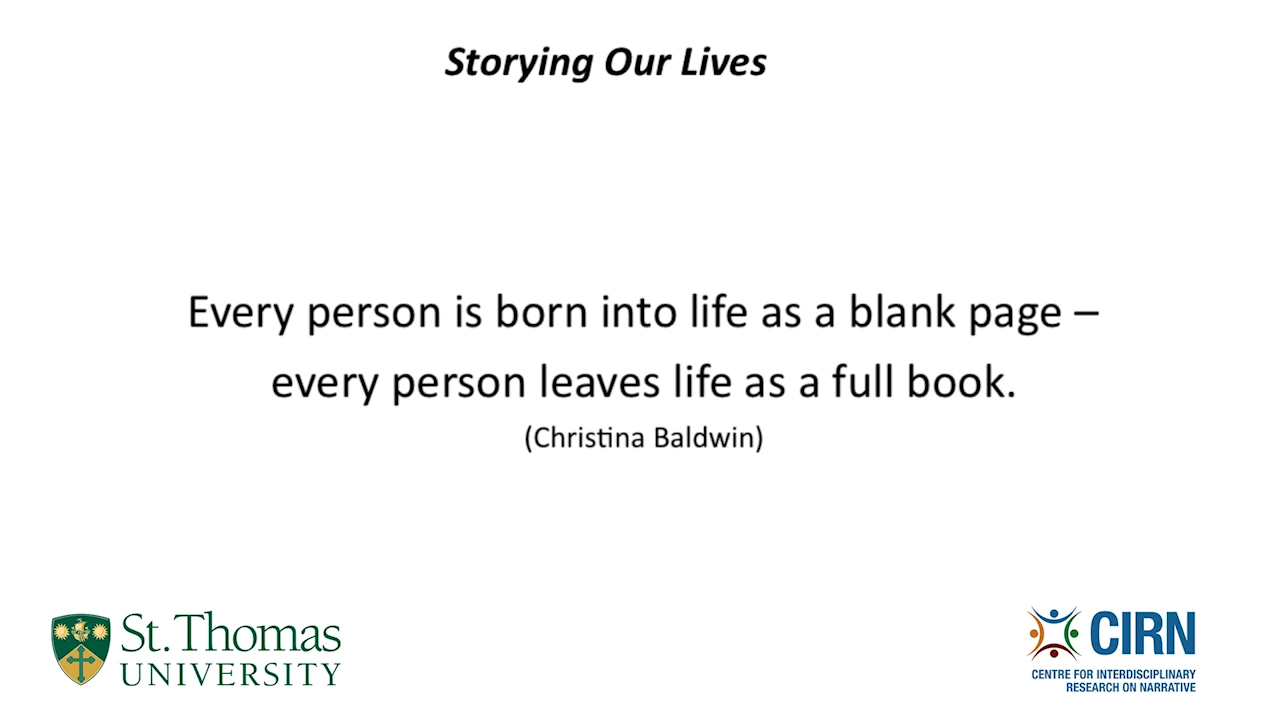 Storying Our Lives
Every person is born into life as a blank page –
every person leaves life as a full book.
(Christina Baldwin)
St. Thomas
UNIVERSITY
CIRN
CENTRE FOR INTERDISCIPLINARY
RESEARCH ON NARRATIVE